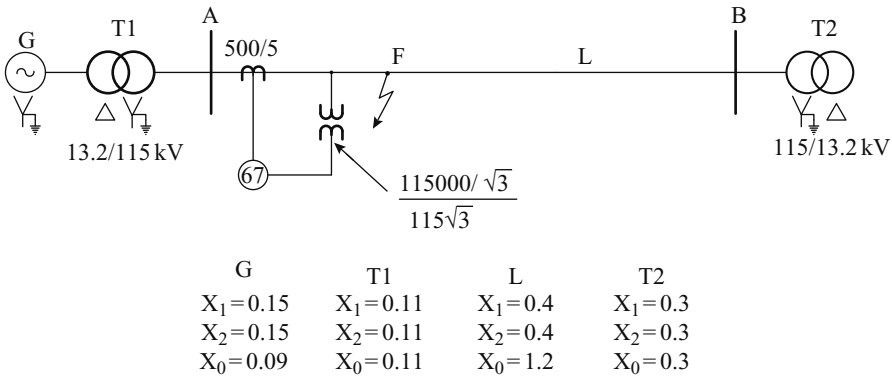 G
T1
A
500/5
F
L
B
T2
13.2/115 kV
67
115000/ √3
115√3
115/13.2 kV
G T1 L T2
X₁=0.15 X₁=0.11 X₁=0.4 X₁=0.3
X₂=0.15 X₂=0.11 X₂=0.4 X₂=0.3
X₀=0.09 X₀=0.11 X₀=1.2 X₀=0.3